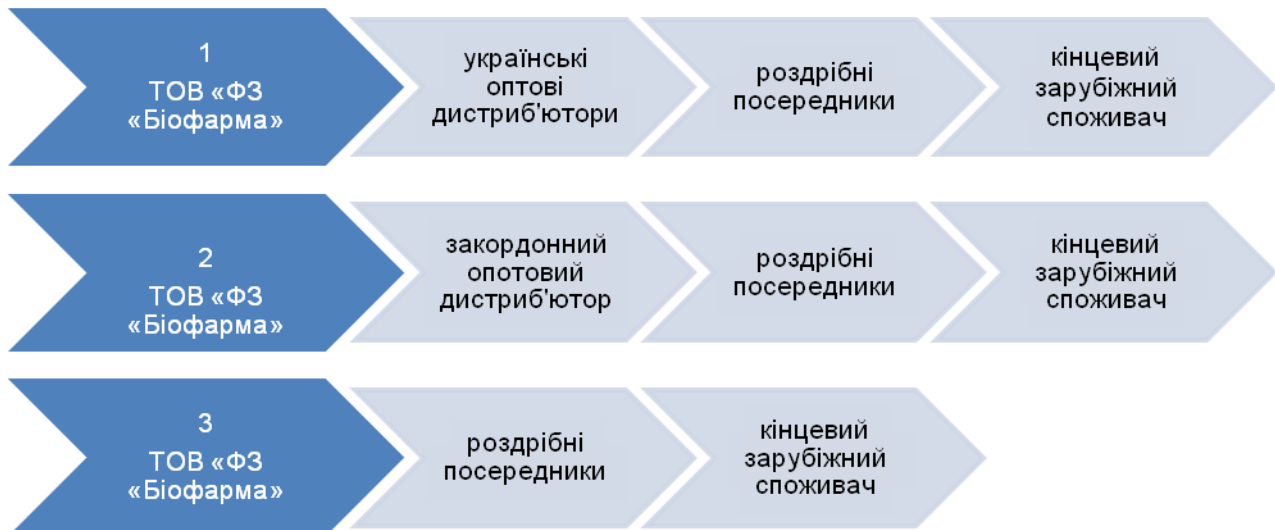 1
ТОВ «ФЗ
«Біофарма»
українські
оптові
дистриб'ютори
роздрібні
посередники
кінцевий
зарубіжний
споживач
2
ТОВ «ФЗ
«Біофарма»
закордонний
опотовий
дистриб'ютор
роздрібні
посередники
кінцевий
зарубіжний
споживач
3
ТОВ «ФЗ
«Біофарма»
роздрібні
посередники
кінцевий
зарубіжний
споживач